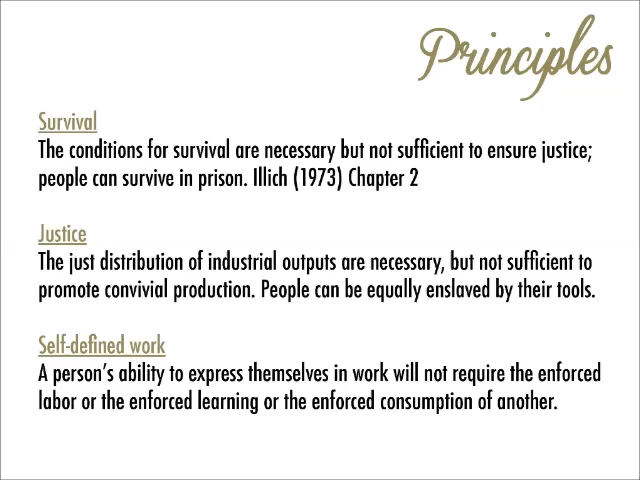 Principles
Survival
The conditions for survival are necessary but not sufficient to ensure justice;
people can survive in prison. Illich (1973) Chapter 2
Justice
The just distribution of industrial outputs are necessary, but not sufficient to
promote convivial production. People can be equally enslaved by their tools.
Self-defined work
A person’s ability to express themselves in work will not require the enforced
labor or the enforced learning or the enforced consumption of another.